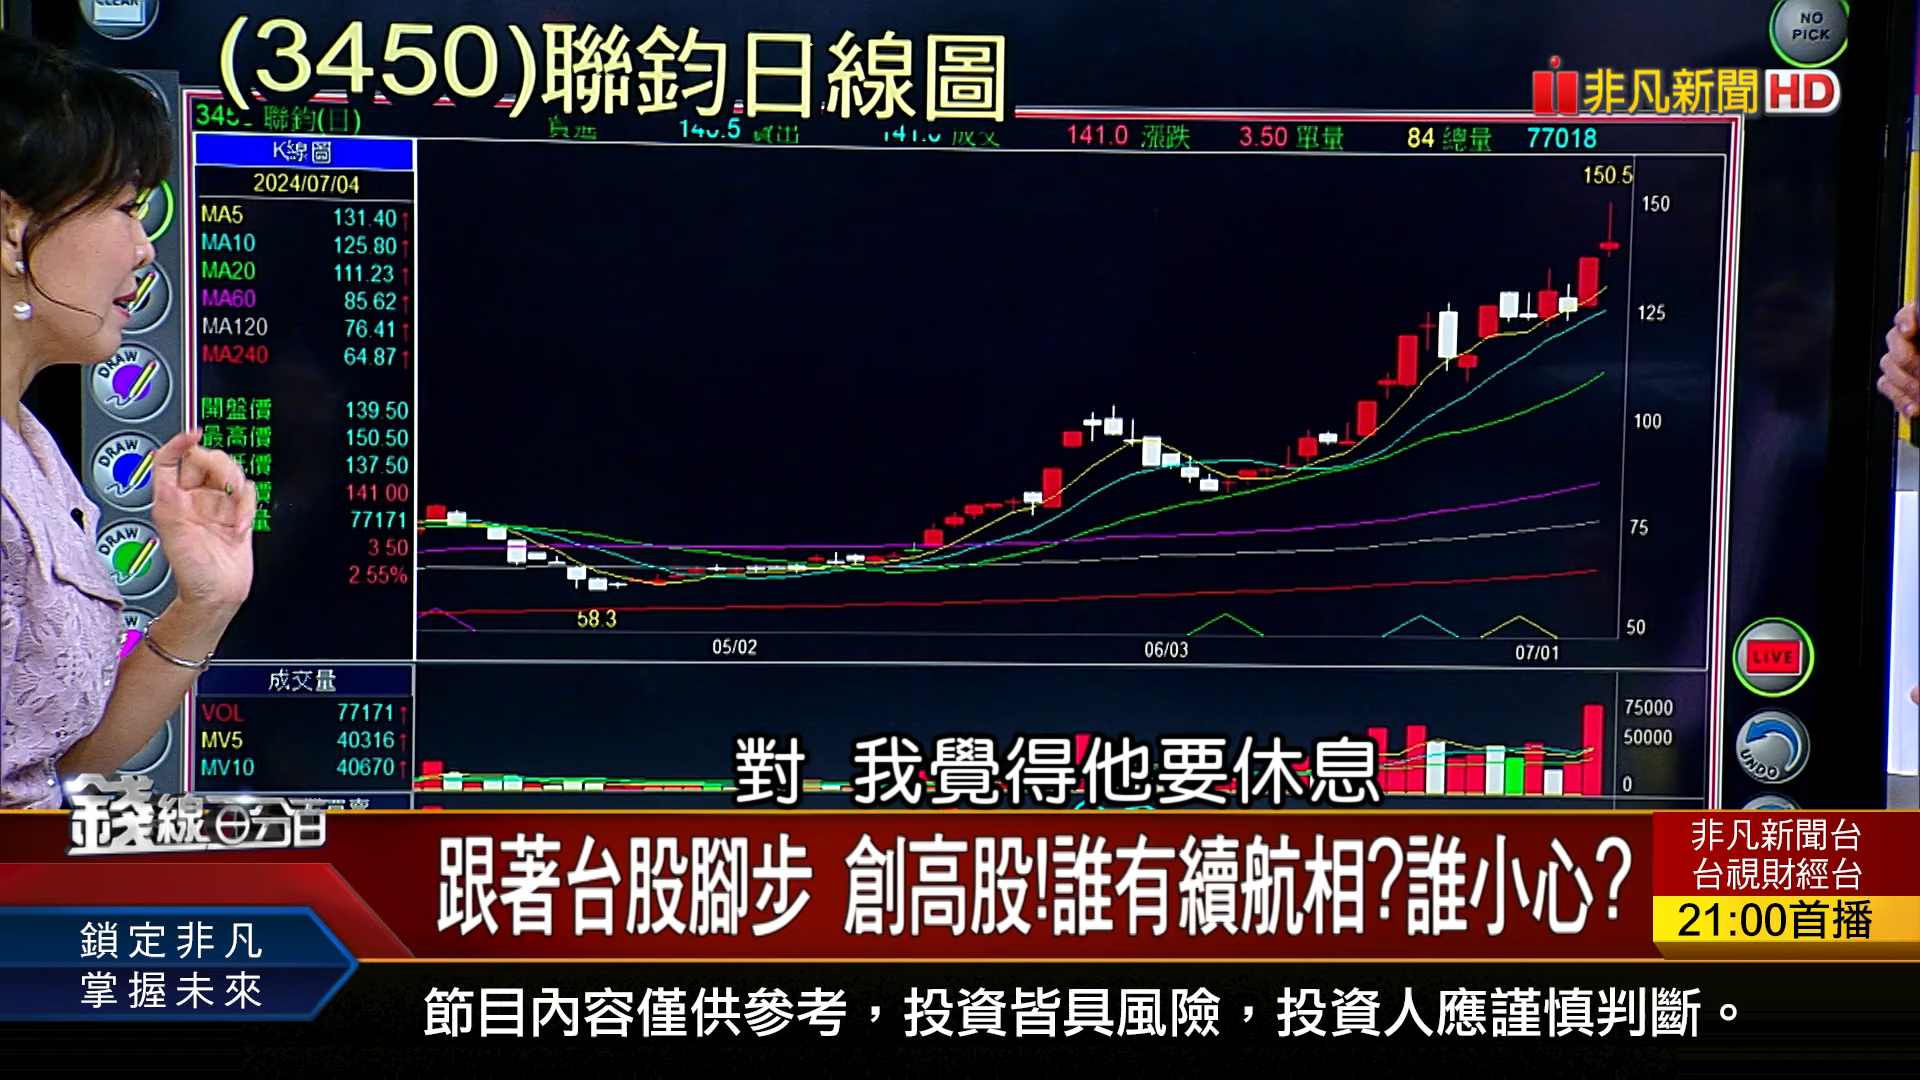 CLEAR
NO
PICK
(3450)聯鈞日線圖
非凡新聞HD
聯鈞(日)
141.0 漲跌 3.50 單量 84 總量 77018
K線圖
2024/07/04
MA5 131.40↑
MA10 125.80↑
MA20 111.23↑
MA60 85.62↑
MA120 76.41↑
MA240 64.87↑
開盤價 139.50
最高價 150.50
低價 137.50
價 141.00
量 77171
3.50
2.55%
150.5
150
125
100
75
50
58.3
05/02
06/03
07/01
DRAW
DRAW
DRAW
LIVE
UNDO
成交量
VOL 77171↑
MV5 40316↑
MV10 40670↑
75000
50000
0
對 我覺得他要休息
錢線百分百
跟著台股腳步 創高股!誰有續航相?誰小心?
非凡新聞台
台視財經台
21:00首播
鎖定非凡
掌握未來
節目內容僅供參考，投資皆具風險，投資人應謹慎判斷。